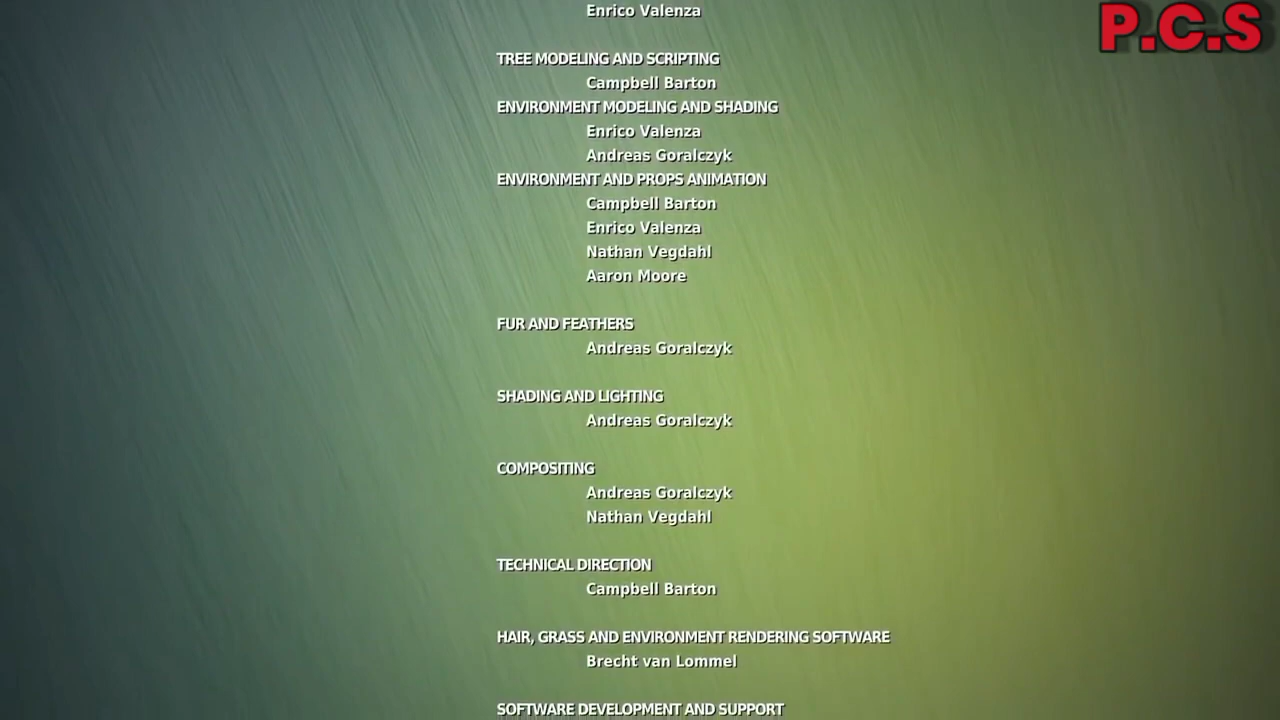 Enrico Valenza
P.C.S
TREE MODELING AND SCRIPTING
Campbell Barton
ENVIRONMENT MODELING AND SHADING
Enrico Valenza
Andreas Goralczyk
ENVIRONMENT AND PROPS ANIMATION
Campbell Barton
Enrico Valenza
Nathan Vegdahl
Aaron Moore
FUR AND FEATHERS
Andreas Goralczyk
SHADING AND LIGHTING
Andreas Goralczyk
COMPOSITING
Andreas Goralczyk
Nathan Vegdahl
TECHNICAL DIRECTION
Campbell Barton
HAIR, GRASS AND ENVIRONMENT RENDERING SOFTWARE
Brecht van Lommel
SOFTWARE DEVELOPMENT AND SUPPORT